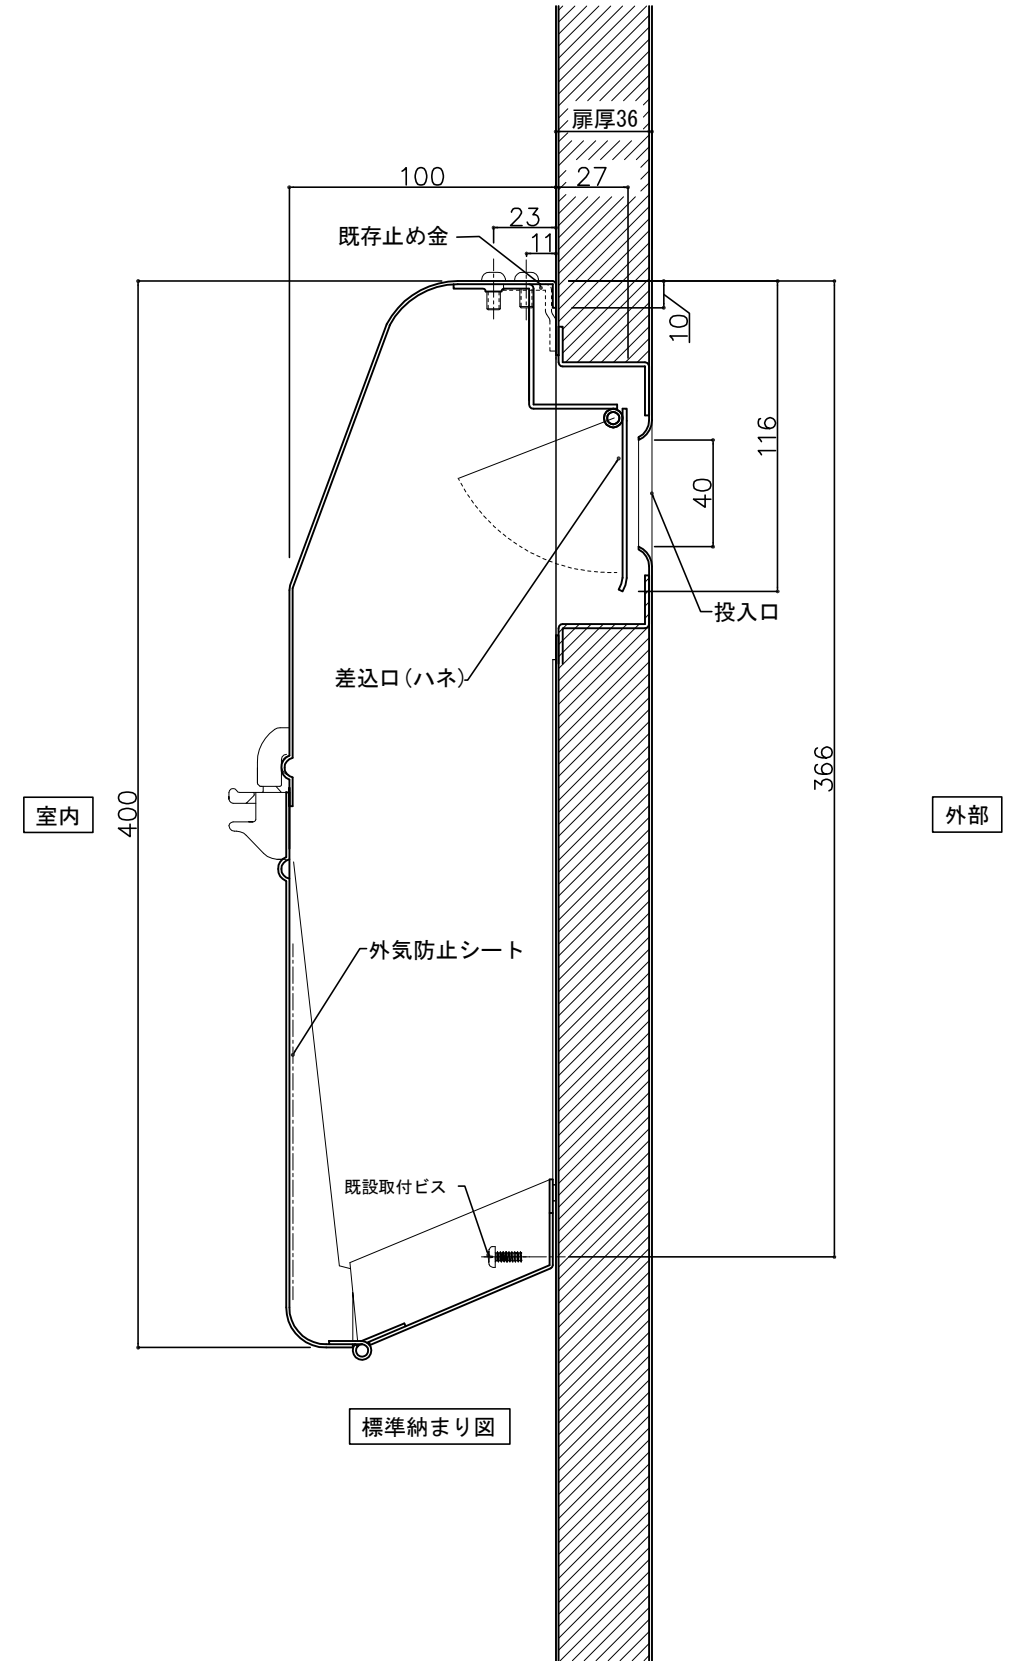 扉厚36
100
27
23
既存止め金
11
10
116
40
投入口
差込口(ハネ)
366
室内
400
外部
外気防止シート
既設取付ビス
標準納まり図